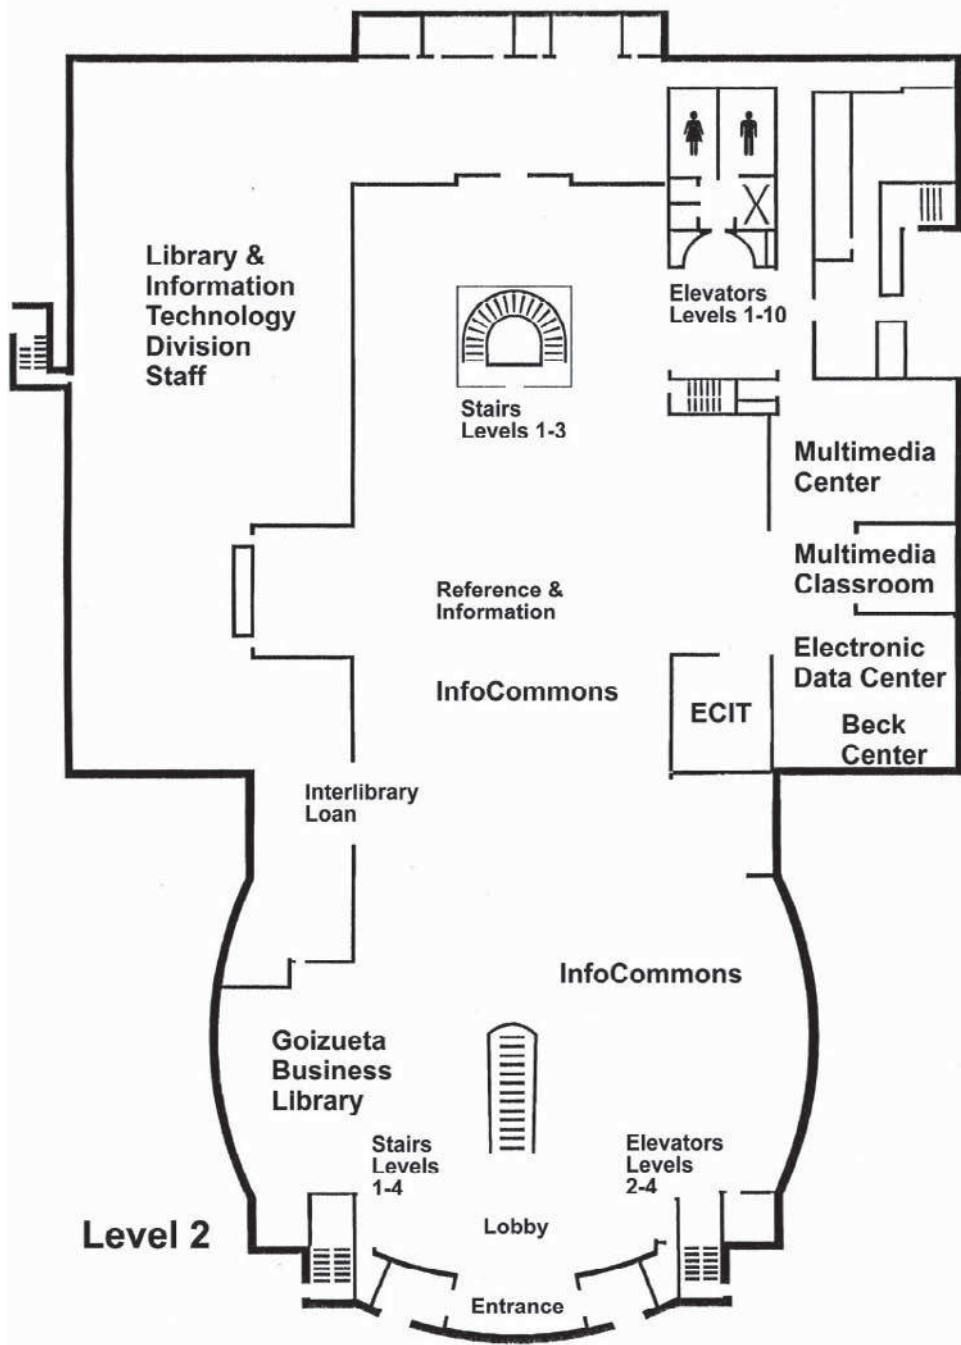 Library &
Information
Technology
Division
Staff
Elevators
Levels 1-10
Stairs
Levels 1-3
Multimedia
Center
Multimedia
Classroom
Reference &
Information
Electronic
Data Center
InfoCommons
ECIT
Beck
Center
Interlibrary
Loan
InfoCommons
Goizueta
Business
Library
Stairs
Levels
1-4
Elevators
Levels
2-4
Level 2
Lobby
Entrance